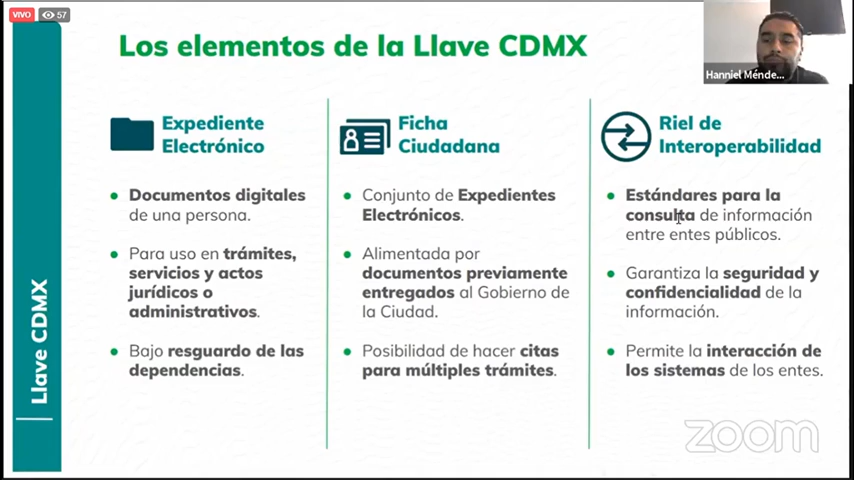 VIVO 57
Los elementos de la Llave CDMX
Hanniel Ménde...
Expediente
Electrónico
Documentos digitales
de una persona.
Para uso en trámites,
servicios y actos
jurídicos o
administrativos.
Bajo resguardo de las
dependencias.
Ficha
Ciudadana
Conjunto de Expedientes
Electrónicos.
Alimentada por
documentos previamente
entregados al Gobierno de
la Ciudad.
Posibilidad de hacer citas
para múltiples trámites.
Riel de
Interoperabilidad
Estándares para la
consulta de información
entre entes públicos.
Garantiza la seguridad y
confidencialidad de la
información.
Permite la interacción de
los sistemas de los entes.
Llave CDMX
zoom